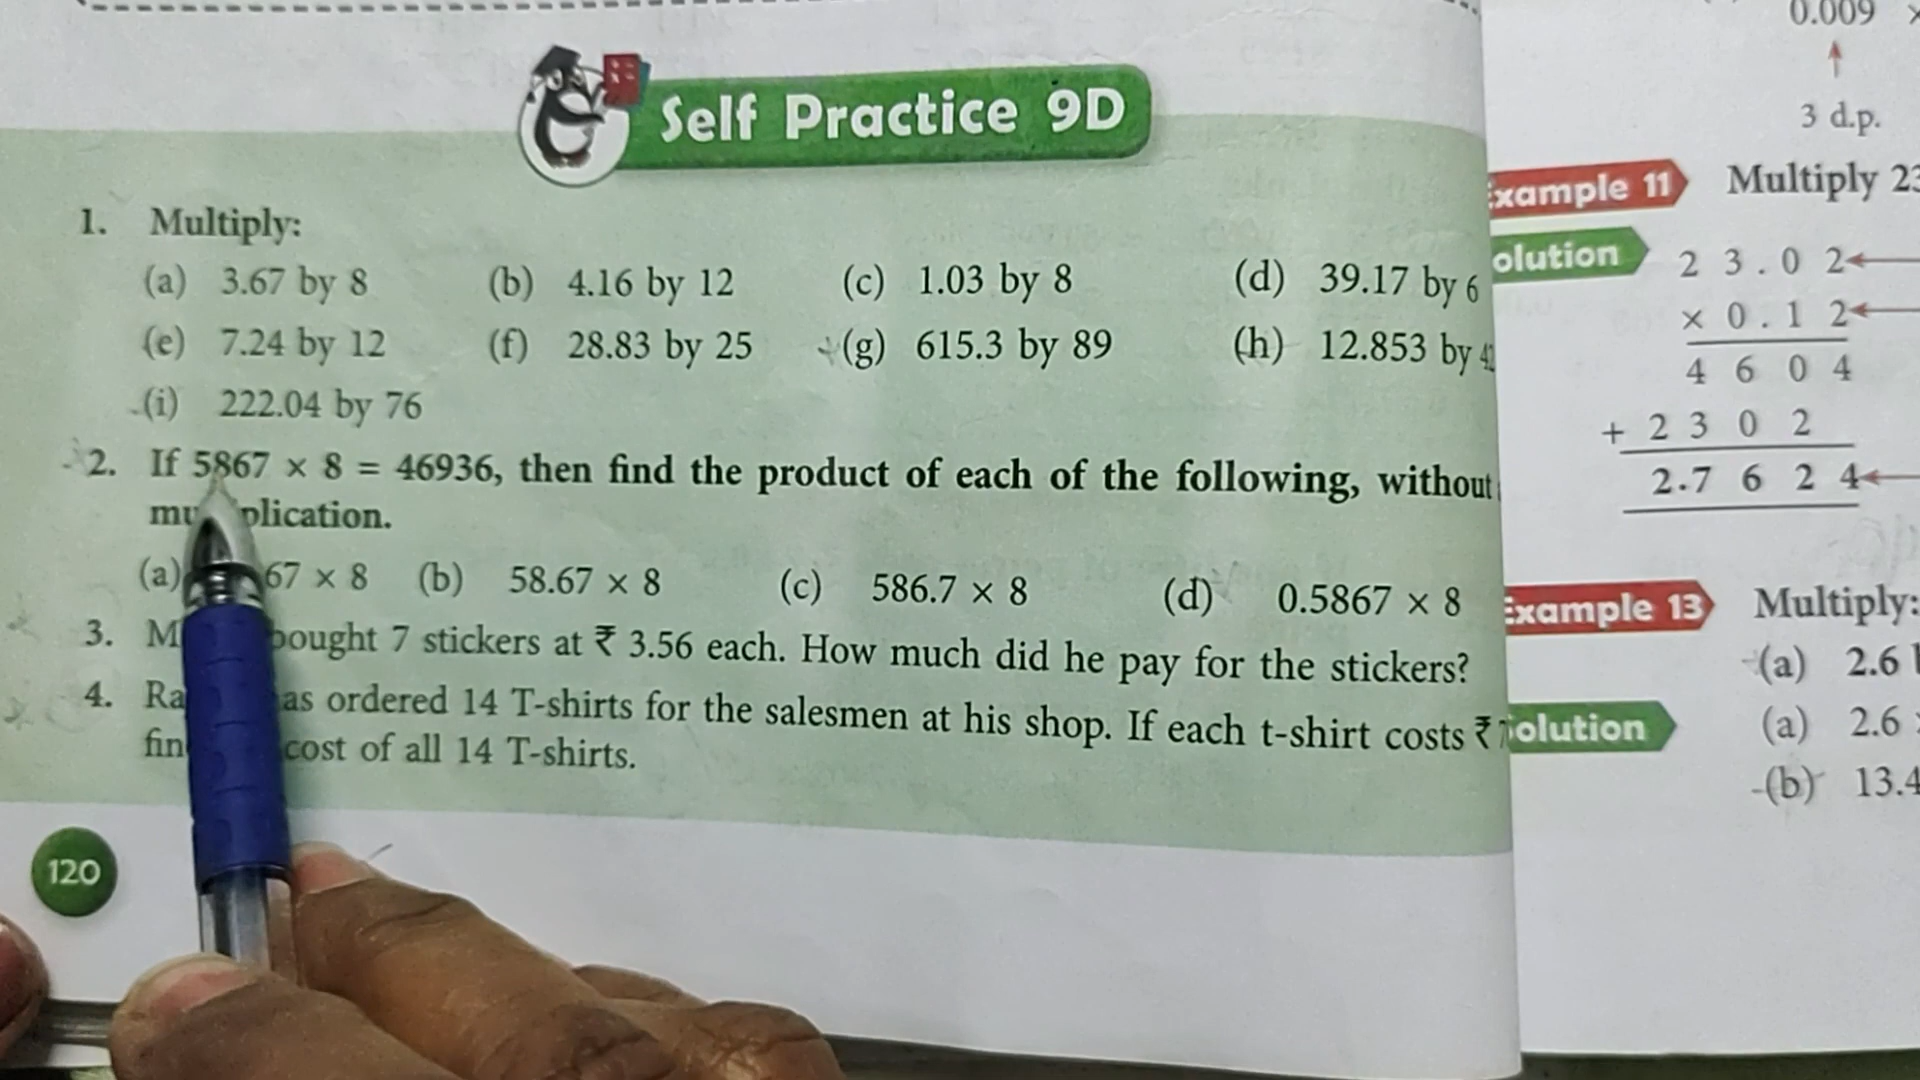 Self Practice 9D
1. Multiply:
(a) 3.67 by 8 (b) 4.16 by 12 (c) 1.03 by 8 (d) 39.17 by 6
(e) 7.24 by 12 (f) 28.83 by 25 (g) 615.3 by 89 (h) 12.853 by
(i) 222.04 by 76
2. If 5867 × 8 = 46936, then find the product of each of the following, without
plication.
(a) 67 × 8 (b) 58.67 × 8 (c) 586.7 × 8 (d) 0.5867 × 8
3. bought 7 stickers at ₹ 3.56 each. How much did he pay for the stickers?
4. as ordered 14 T-shirts for the salesmen at his shop. If each t-shirt costs ₹
cost of all 14 T-shirts.
120
0.009 ×
3 d.p.
xample 11 Multiply 23
olution 2 3 . 0 2
× 0 . 1 2
4 6 0 4
+ 2 3 0 2
2.7 6 2 4
Example 13 Multiply:
(a) 2.6
olution (a) 2.6
(b) 13.4